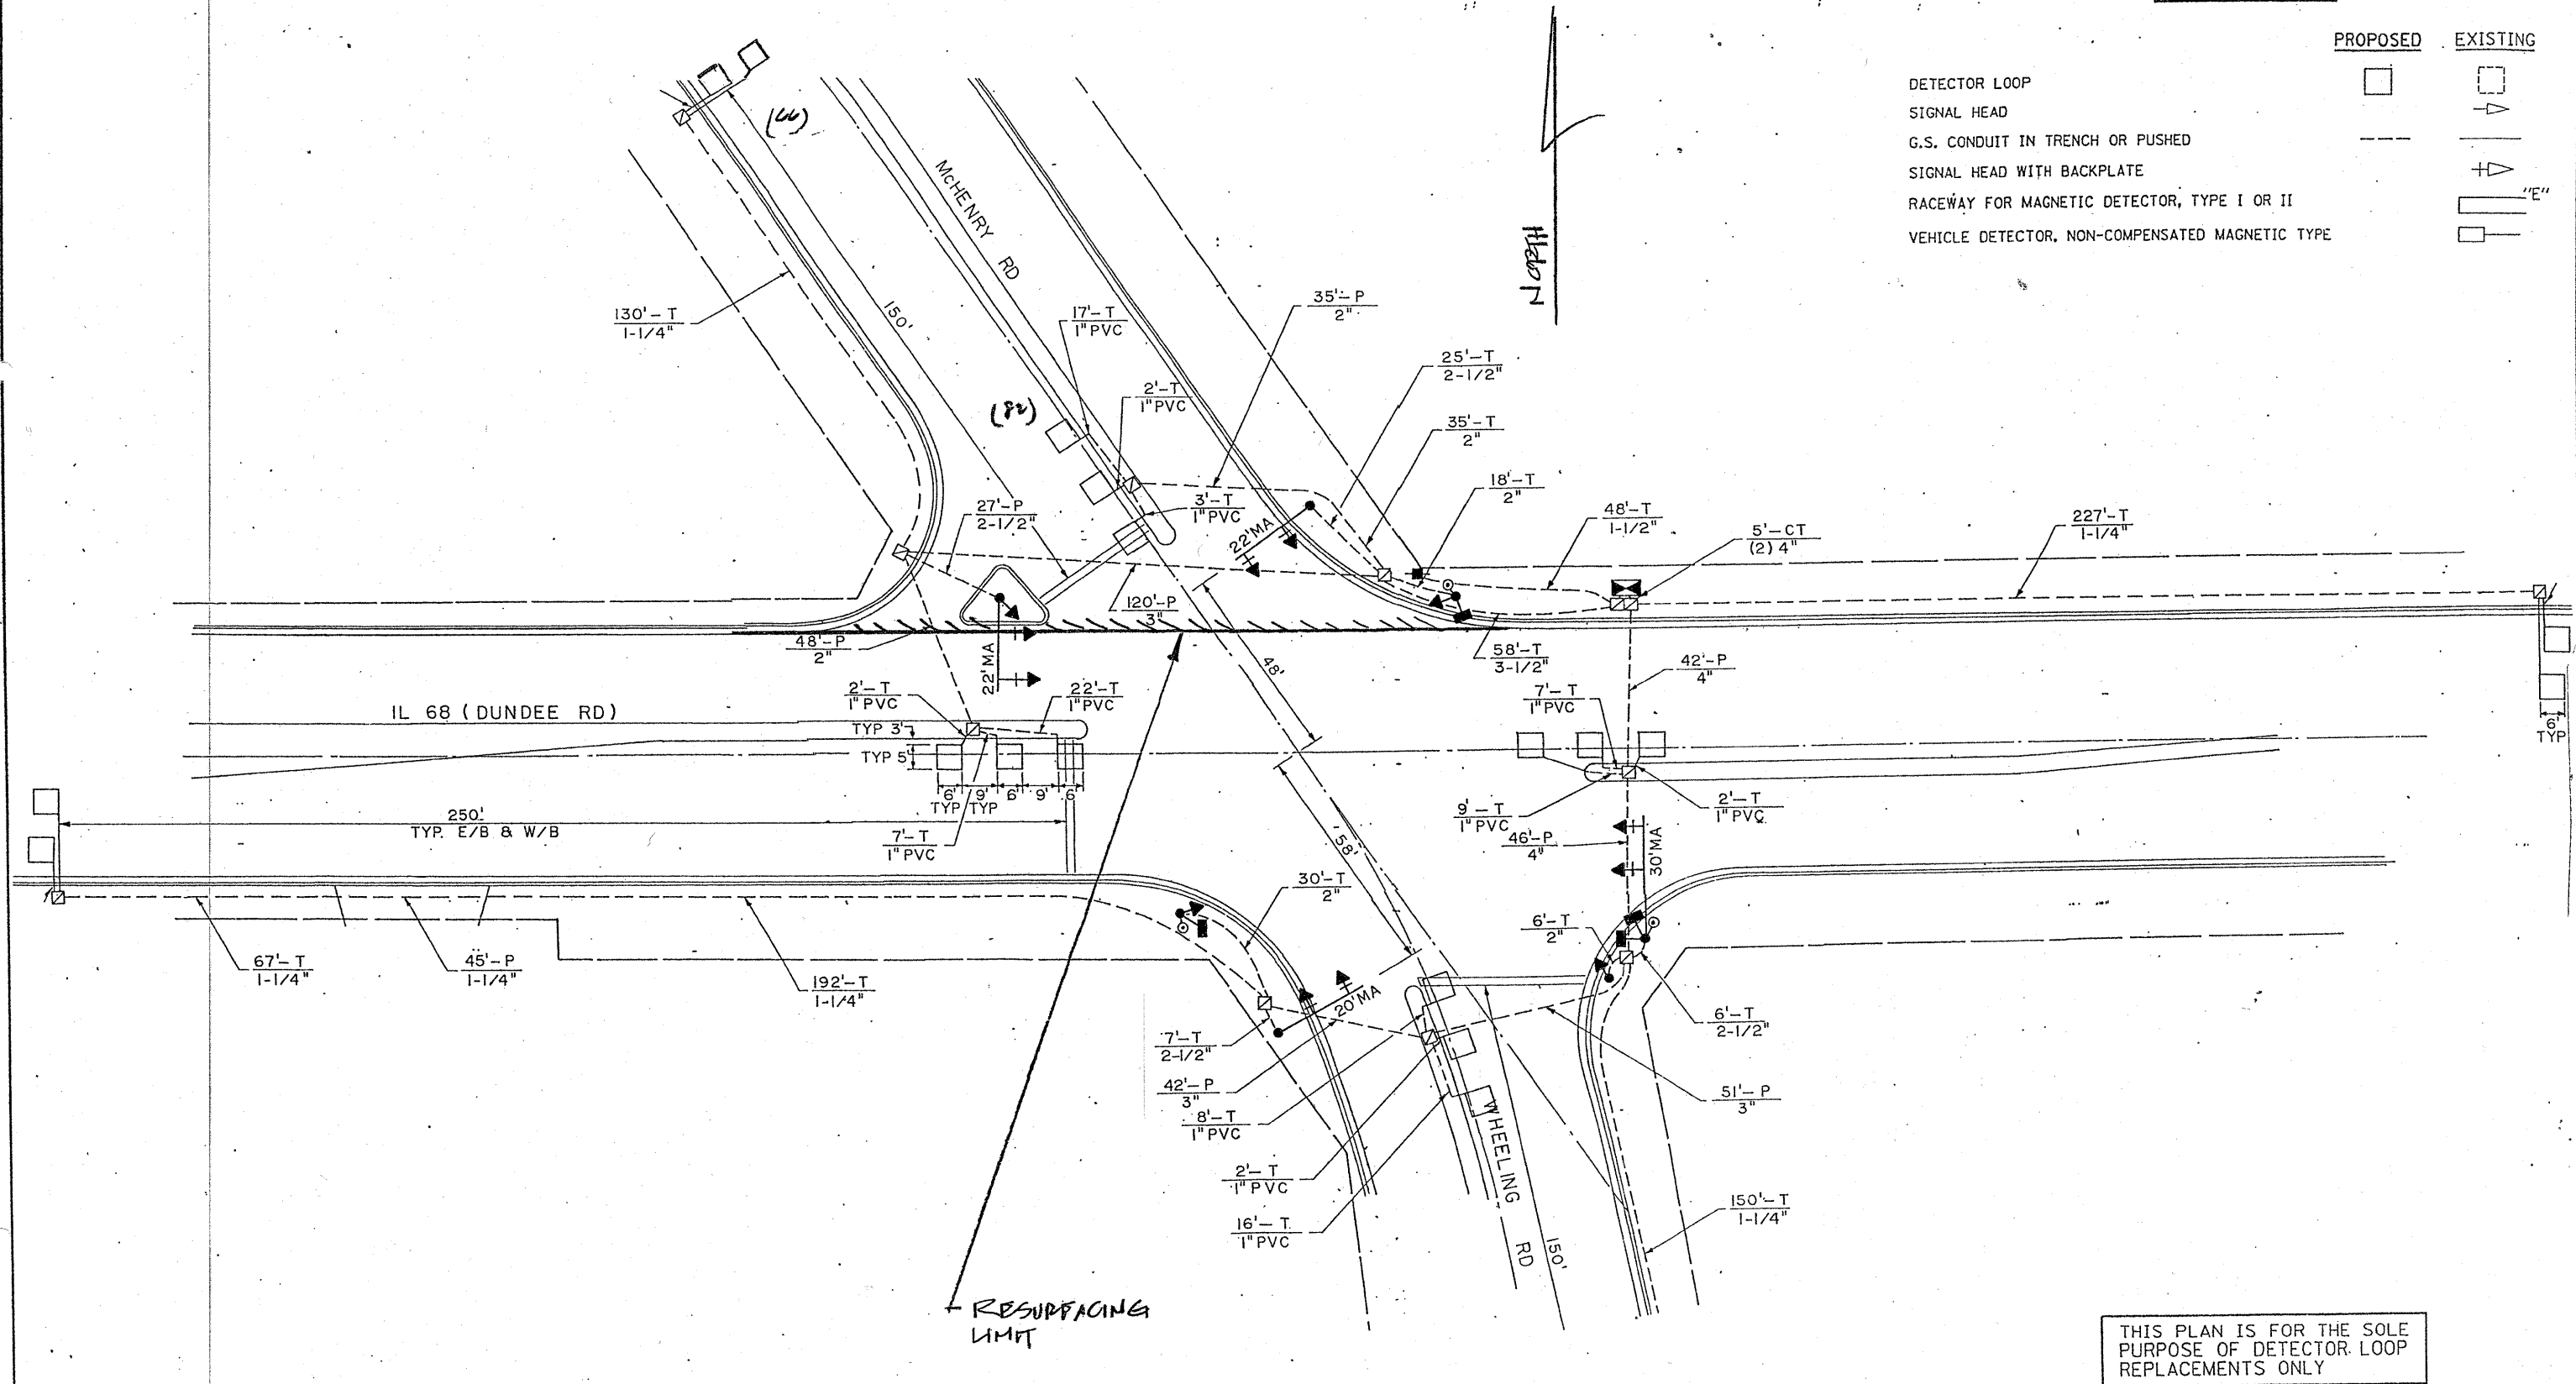 PROPOSED EXISTING
DETECTOR LOOP
SIGNAL HEAD
G.S. CONDUIT IN TRENCH OR PUSHED
SIGNAL HEAD WITH BACKPLATE
RACEWAY FOR MAGNETIC DETECTOR, TYPE I OR II "E"
VEHICLE DETECTOR, NON-COMPENSATED MAGNETIC TYPE
North
(66)
McHENRY RD
150'
130'-T
1-1/4"
17'-T
1" PVC
35'-P
2"
2'-T
1" PVC
(82)
25'-T
2-1/2"
35'-T
2"
18'-T
2"
48'-T
1-1/2"
5'-CT
(2) 4"
227'-T
1-1/4"
27'-P
2-1/2"
3'-T
1" PVC
22' MA
120'-P
3"
48'-P
2"
22' MA
48'
58'-T
3-1/2"
42'-P
4"
7'-T
1" PVC
IL 68 (DUNDEE RD)
2'-T
1" PVC
22'-T
1" PVC
TYP 3'
TYP 5'
6' 9' 6' 9' 6'
TYP TYP
6'
TYP
250'
TYP. E/B & W/B
7'-T
1" PVC
58'
9'-T
1" PVC
2'-T
1" PVC
46'-P
4"
30' MA
30'-T
2"
6'-T
2"
67'-T
1-1/4"
45'-P
1-1/4"
192'-T
1-1/4"
20' MA
6'-T
2-1/2"
7'-T
2-1/2"
42'-P
3"
8'-T
1" PVC
51'-P
3"
2'-T
1" PVC
16'-T
1" PVC
WHEELING RD
150'
150'-T
1-1/4"
RESURFACING
LIMIT
THIS PLAN IS FOR THE SOLE
PURPOSE OF DETECTOR LOOP
REPLACEMENTS ONLY